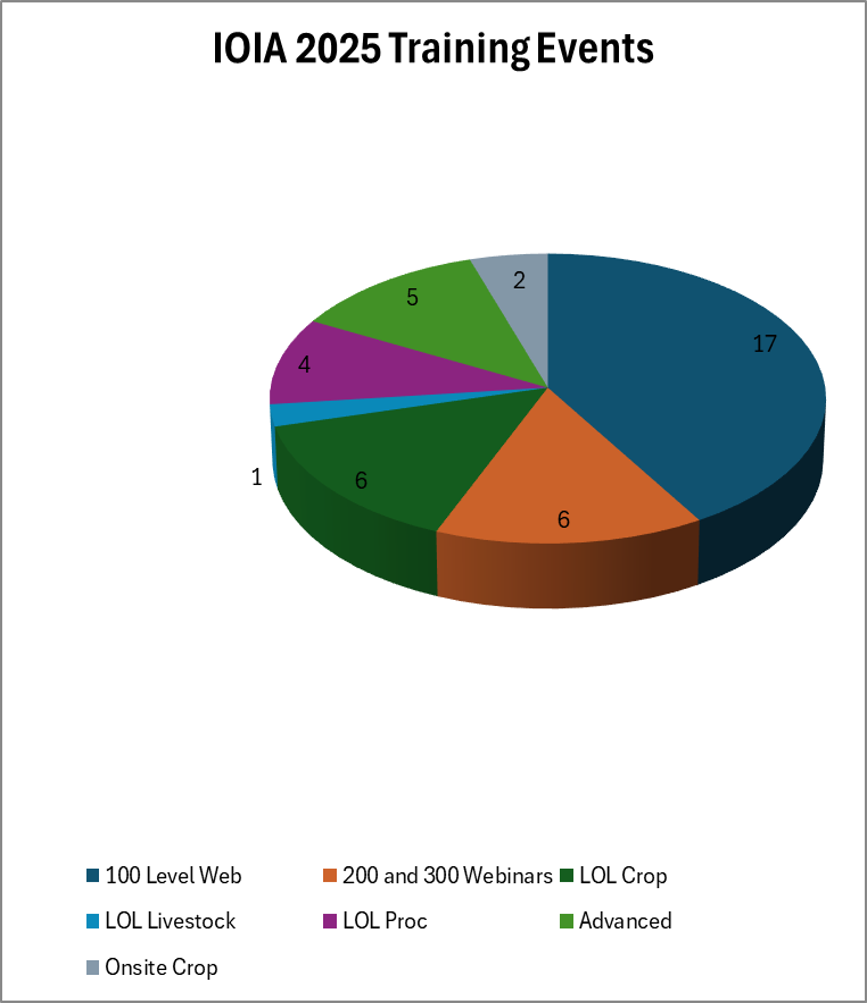 IOIA 2025 Training Events
2
5
17
4
1
6
6
100 Level Web
200 and 300 Webinars
LOL Crop
LOL Livestock
LOL Proc
Advanced
Onsite Crop